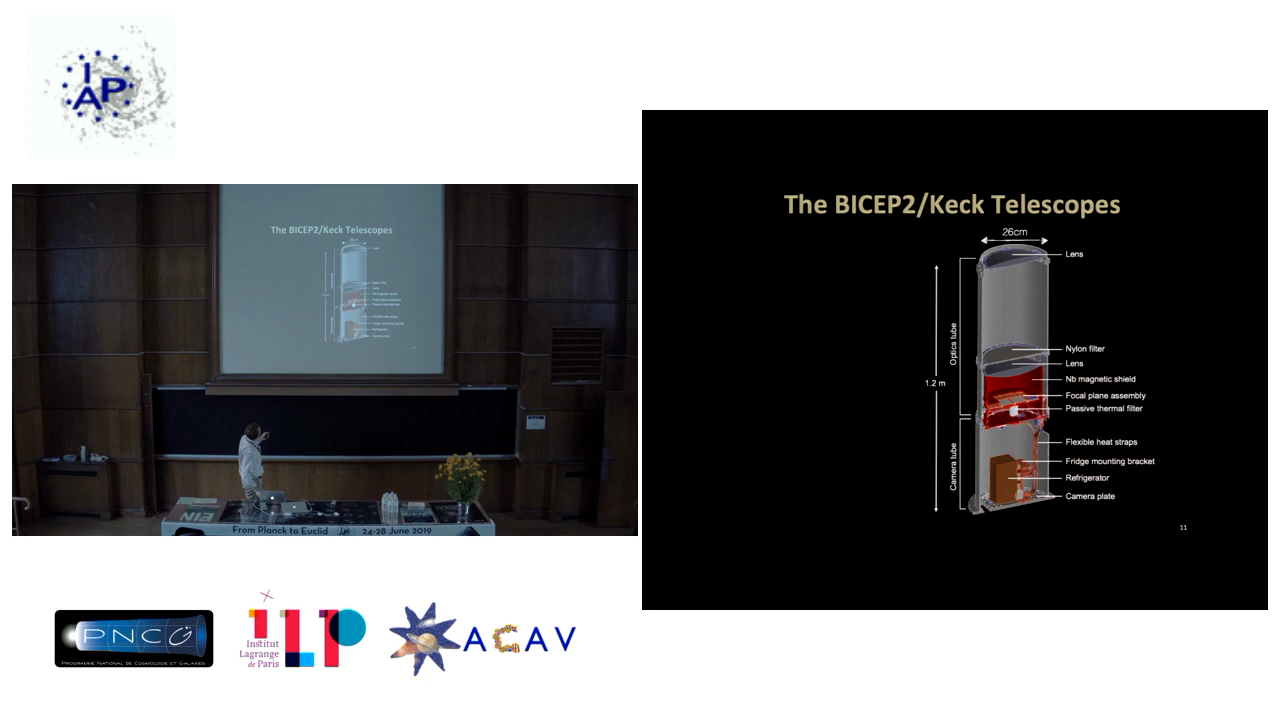 I
A P
The BICEP2/Keck Telescopes
From Planck to Euclid 24-28 June 2019
The BICEP2/Keck Telescopes
26cm
Lens
Optics tube
Nylon filter
Lens
1.2 m
Nb magnetic shield
Focal plane assembly
Passive thermal filter
Camera tube
Flexible heat straps
Fridge mounting bracket
Refrigerator
Camera plate
11
PNCG
PROGRAMME NATIONAL DE COSMOLOGIE ET GALAXIES
iLP
Institut
Lagrange
de Paris
ACAV